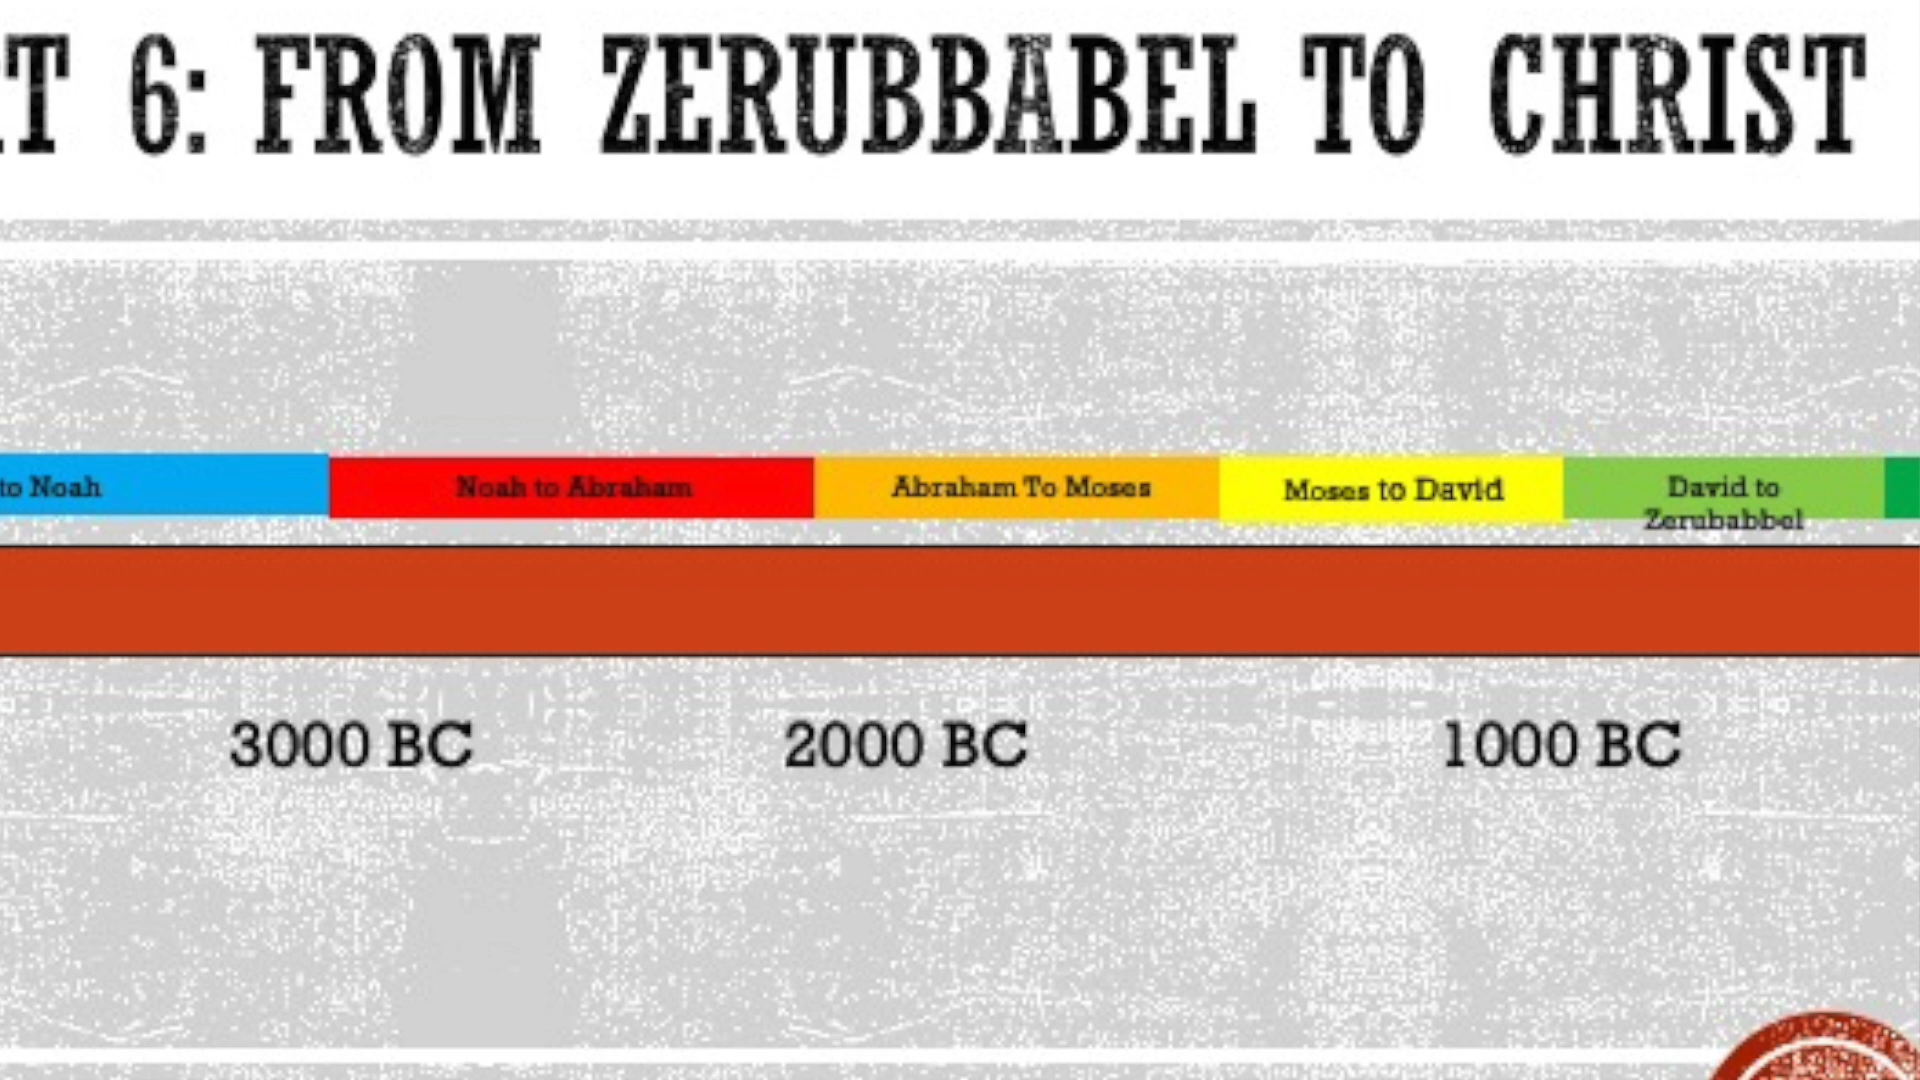 T 6: FROM ZERUBBABEL TO CHRIST
to Noah
Noah to Abraham
Abraham To Moses
Moses to David
David to
Zerubabbel
3000 BC
2000 BC
1000 BC